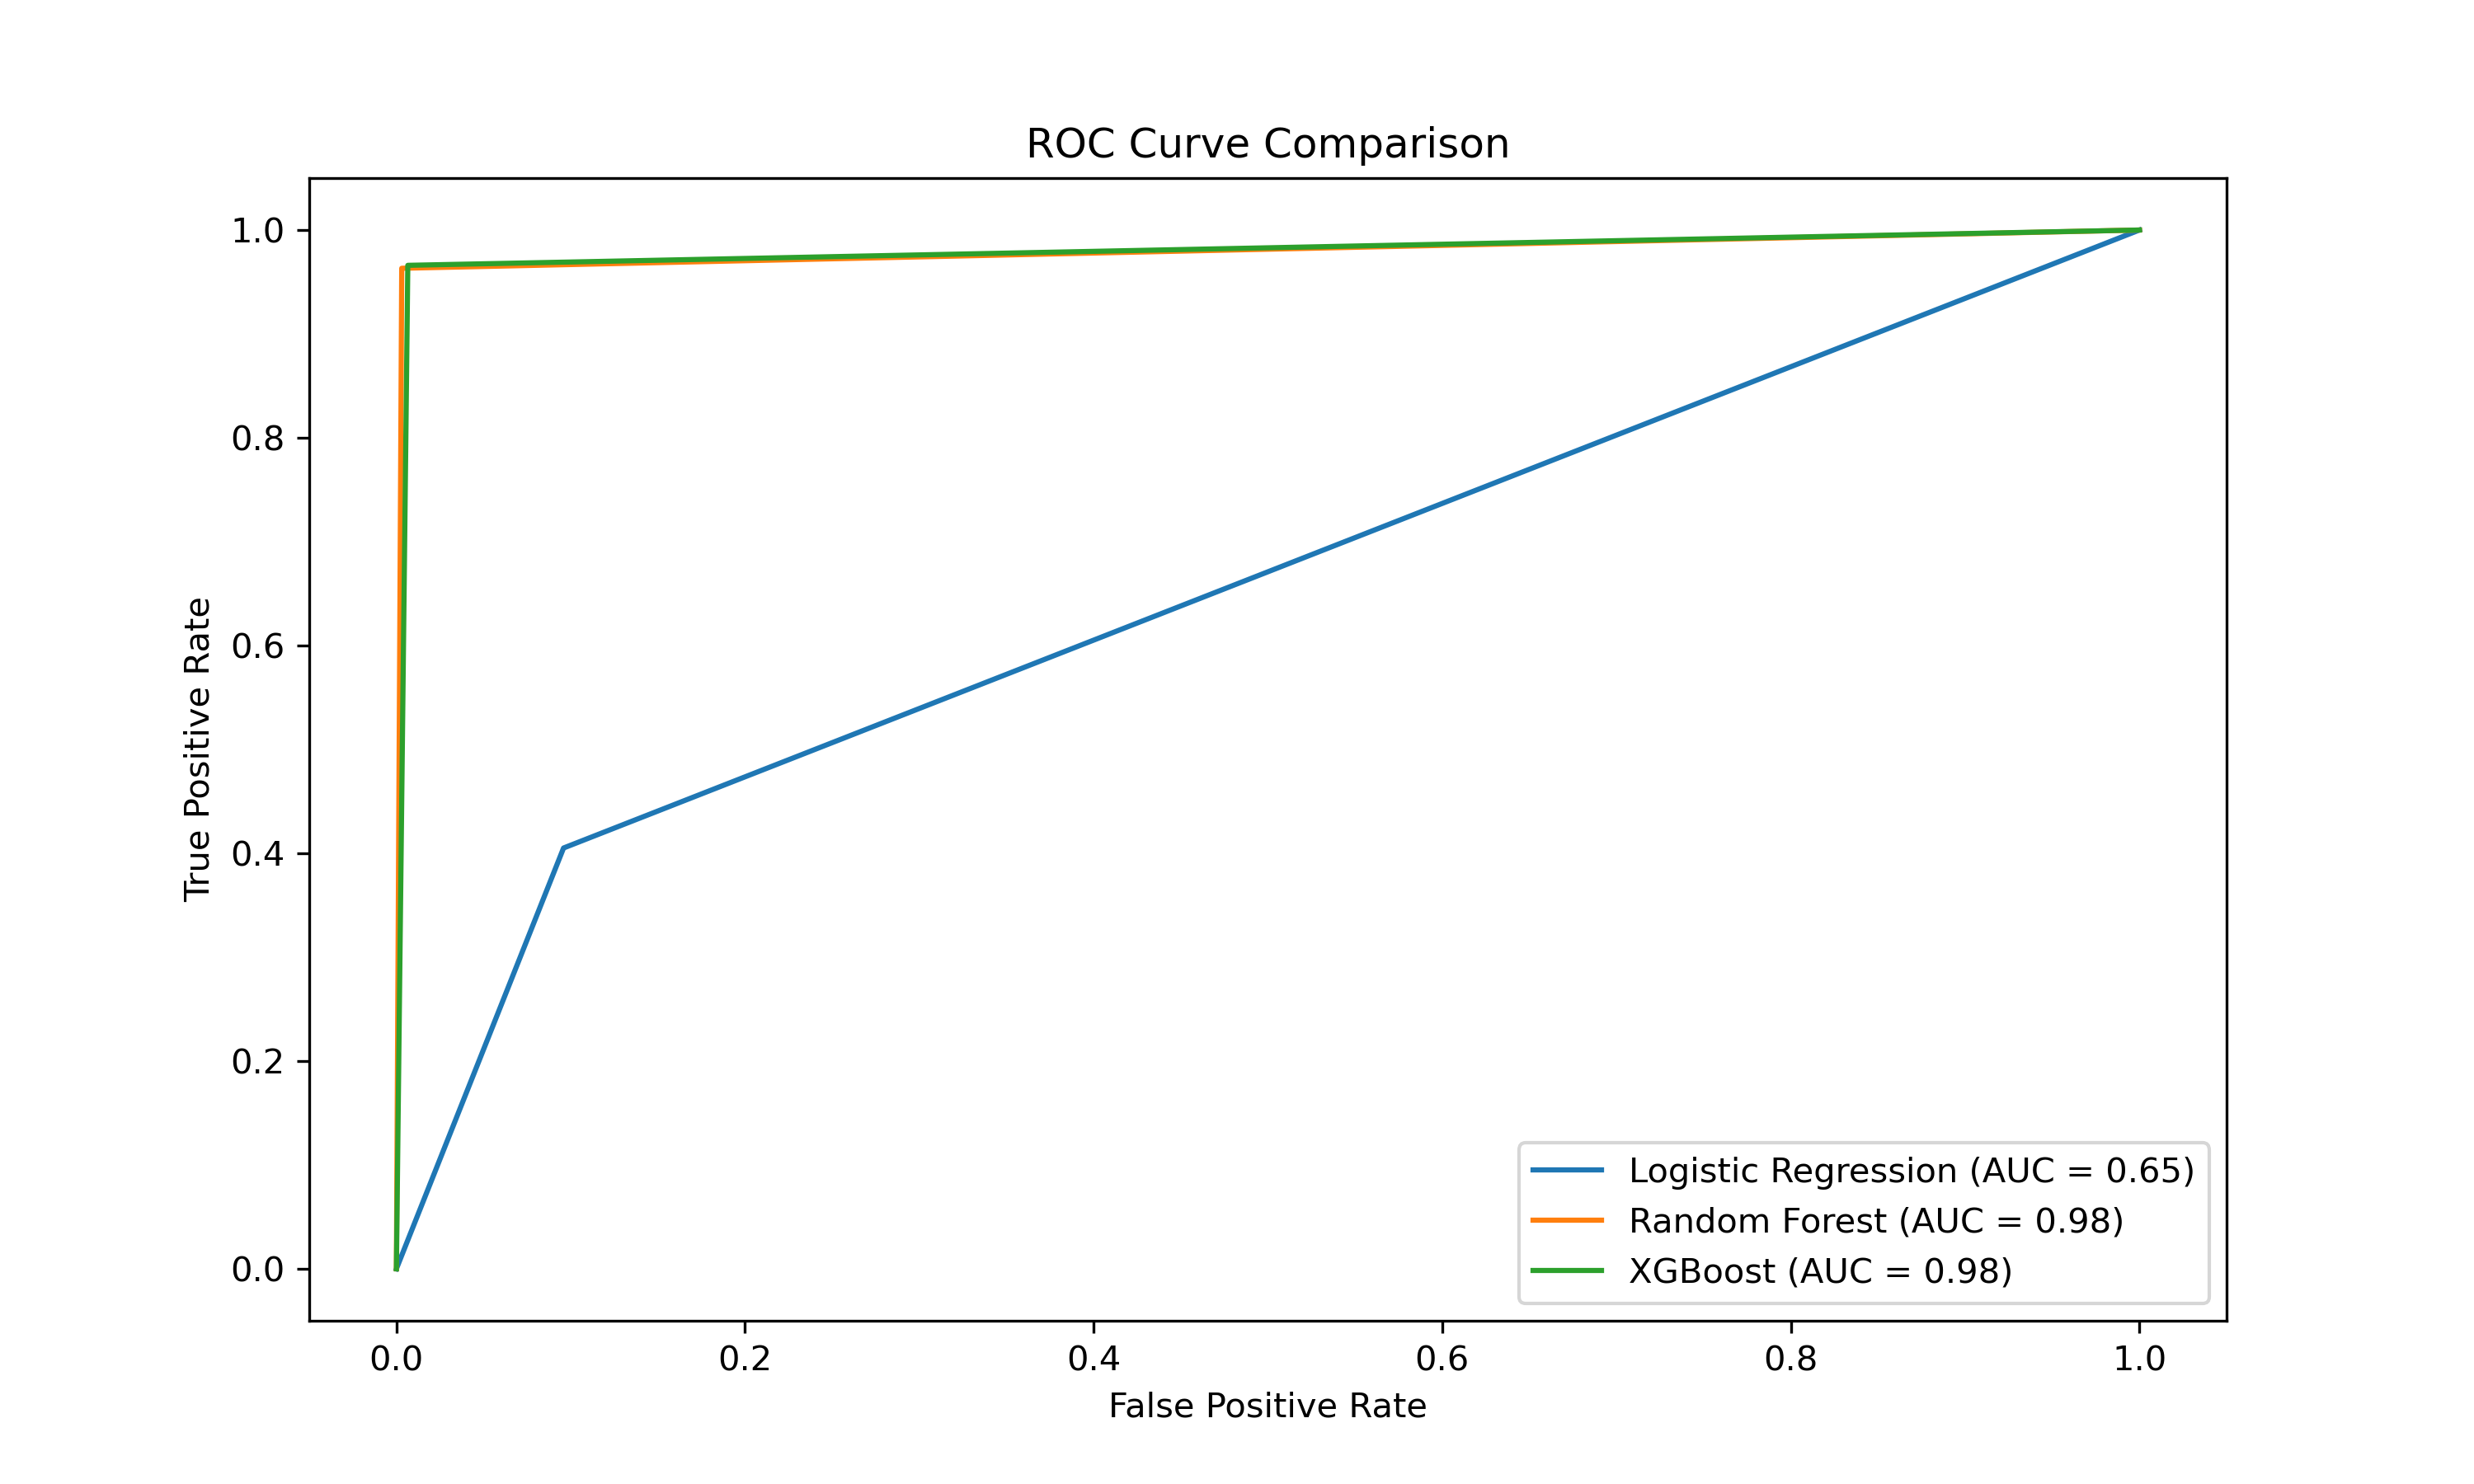 ROC Curve Comparison
1.0
0.8
0.6
0.4
0.2
0.0
True Positive Rate
Logistic Regression (AUC = 0.65)
Random Forest (AUC = 0.98)
XGBoost (AUC = 0.98)
0.0 0.2 0.4 0.6 0.8 1.0
False Positive Rate